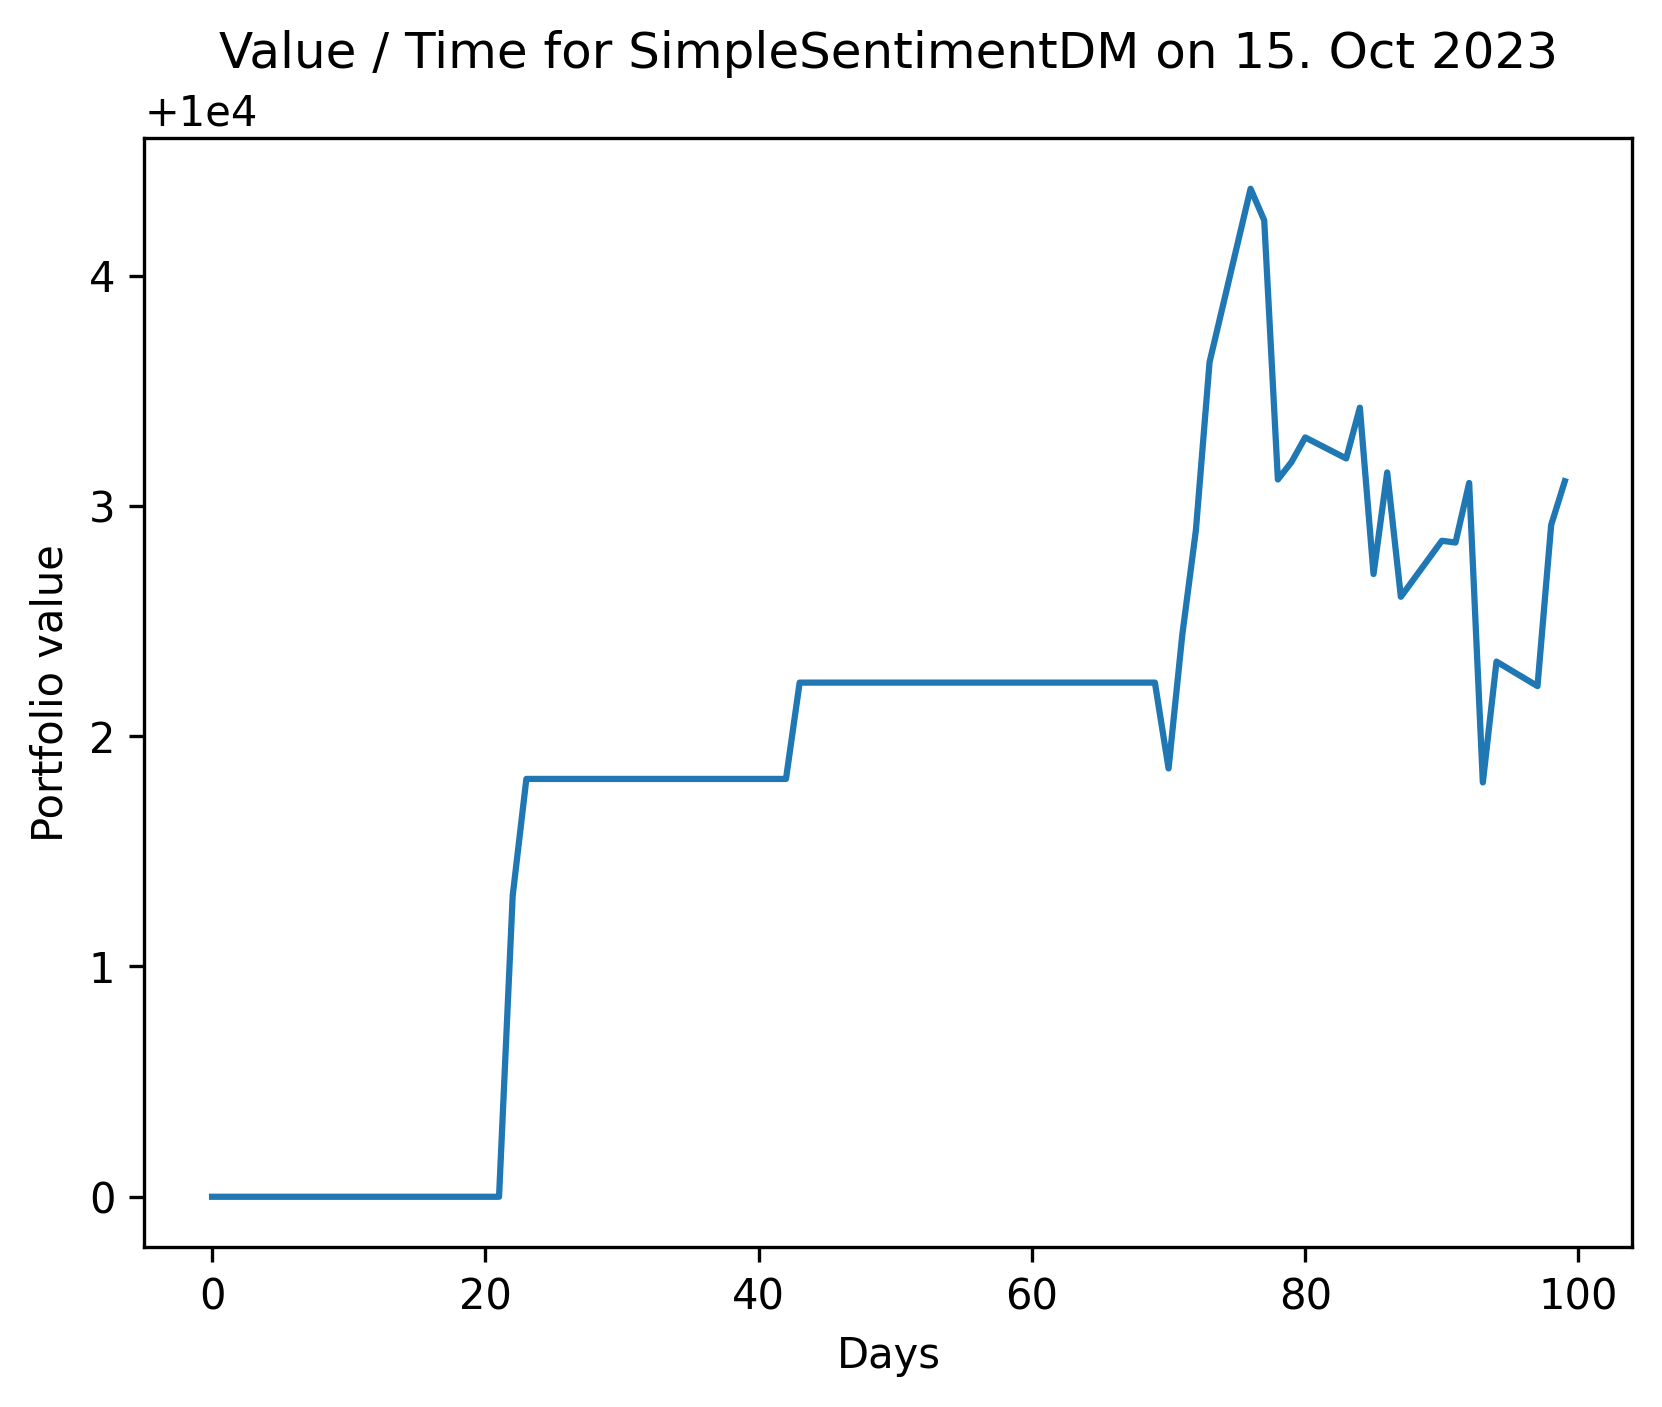 Value / Time for SimpleSentimentDM on 15. Oct 2023
+1e4
4
3
2
1
0
Portfolio value
0 20 40 60 80 100
Days